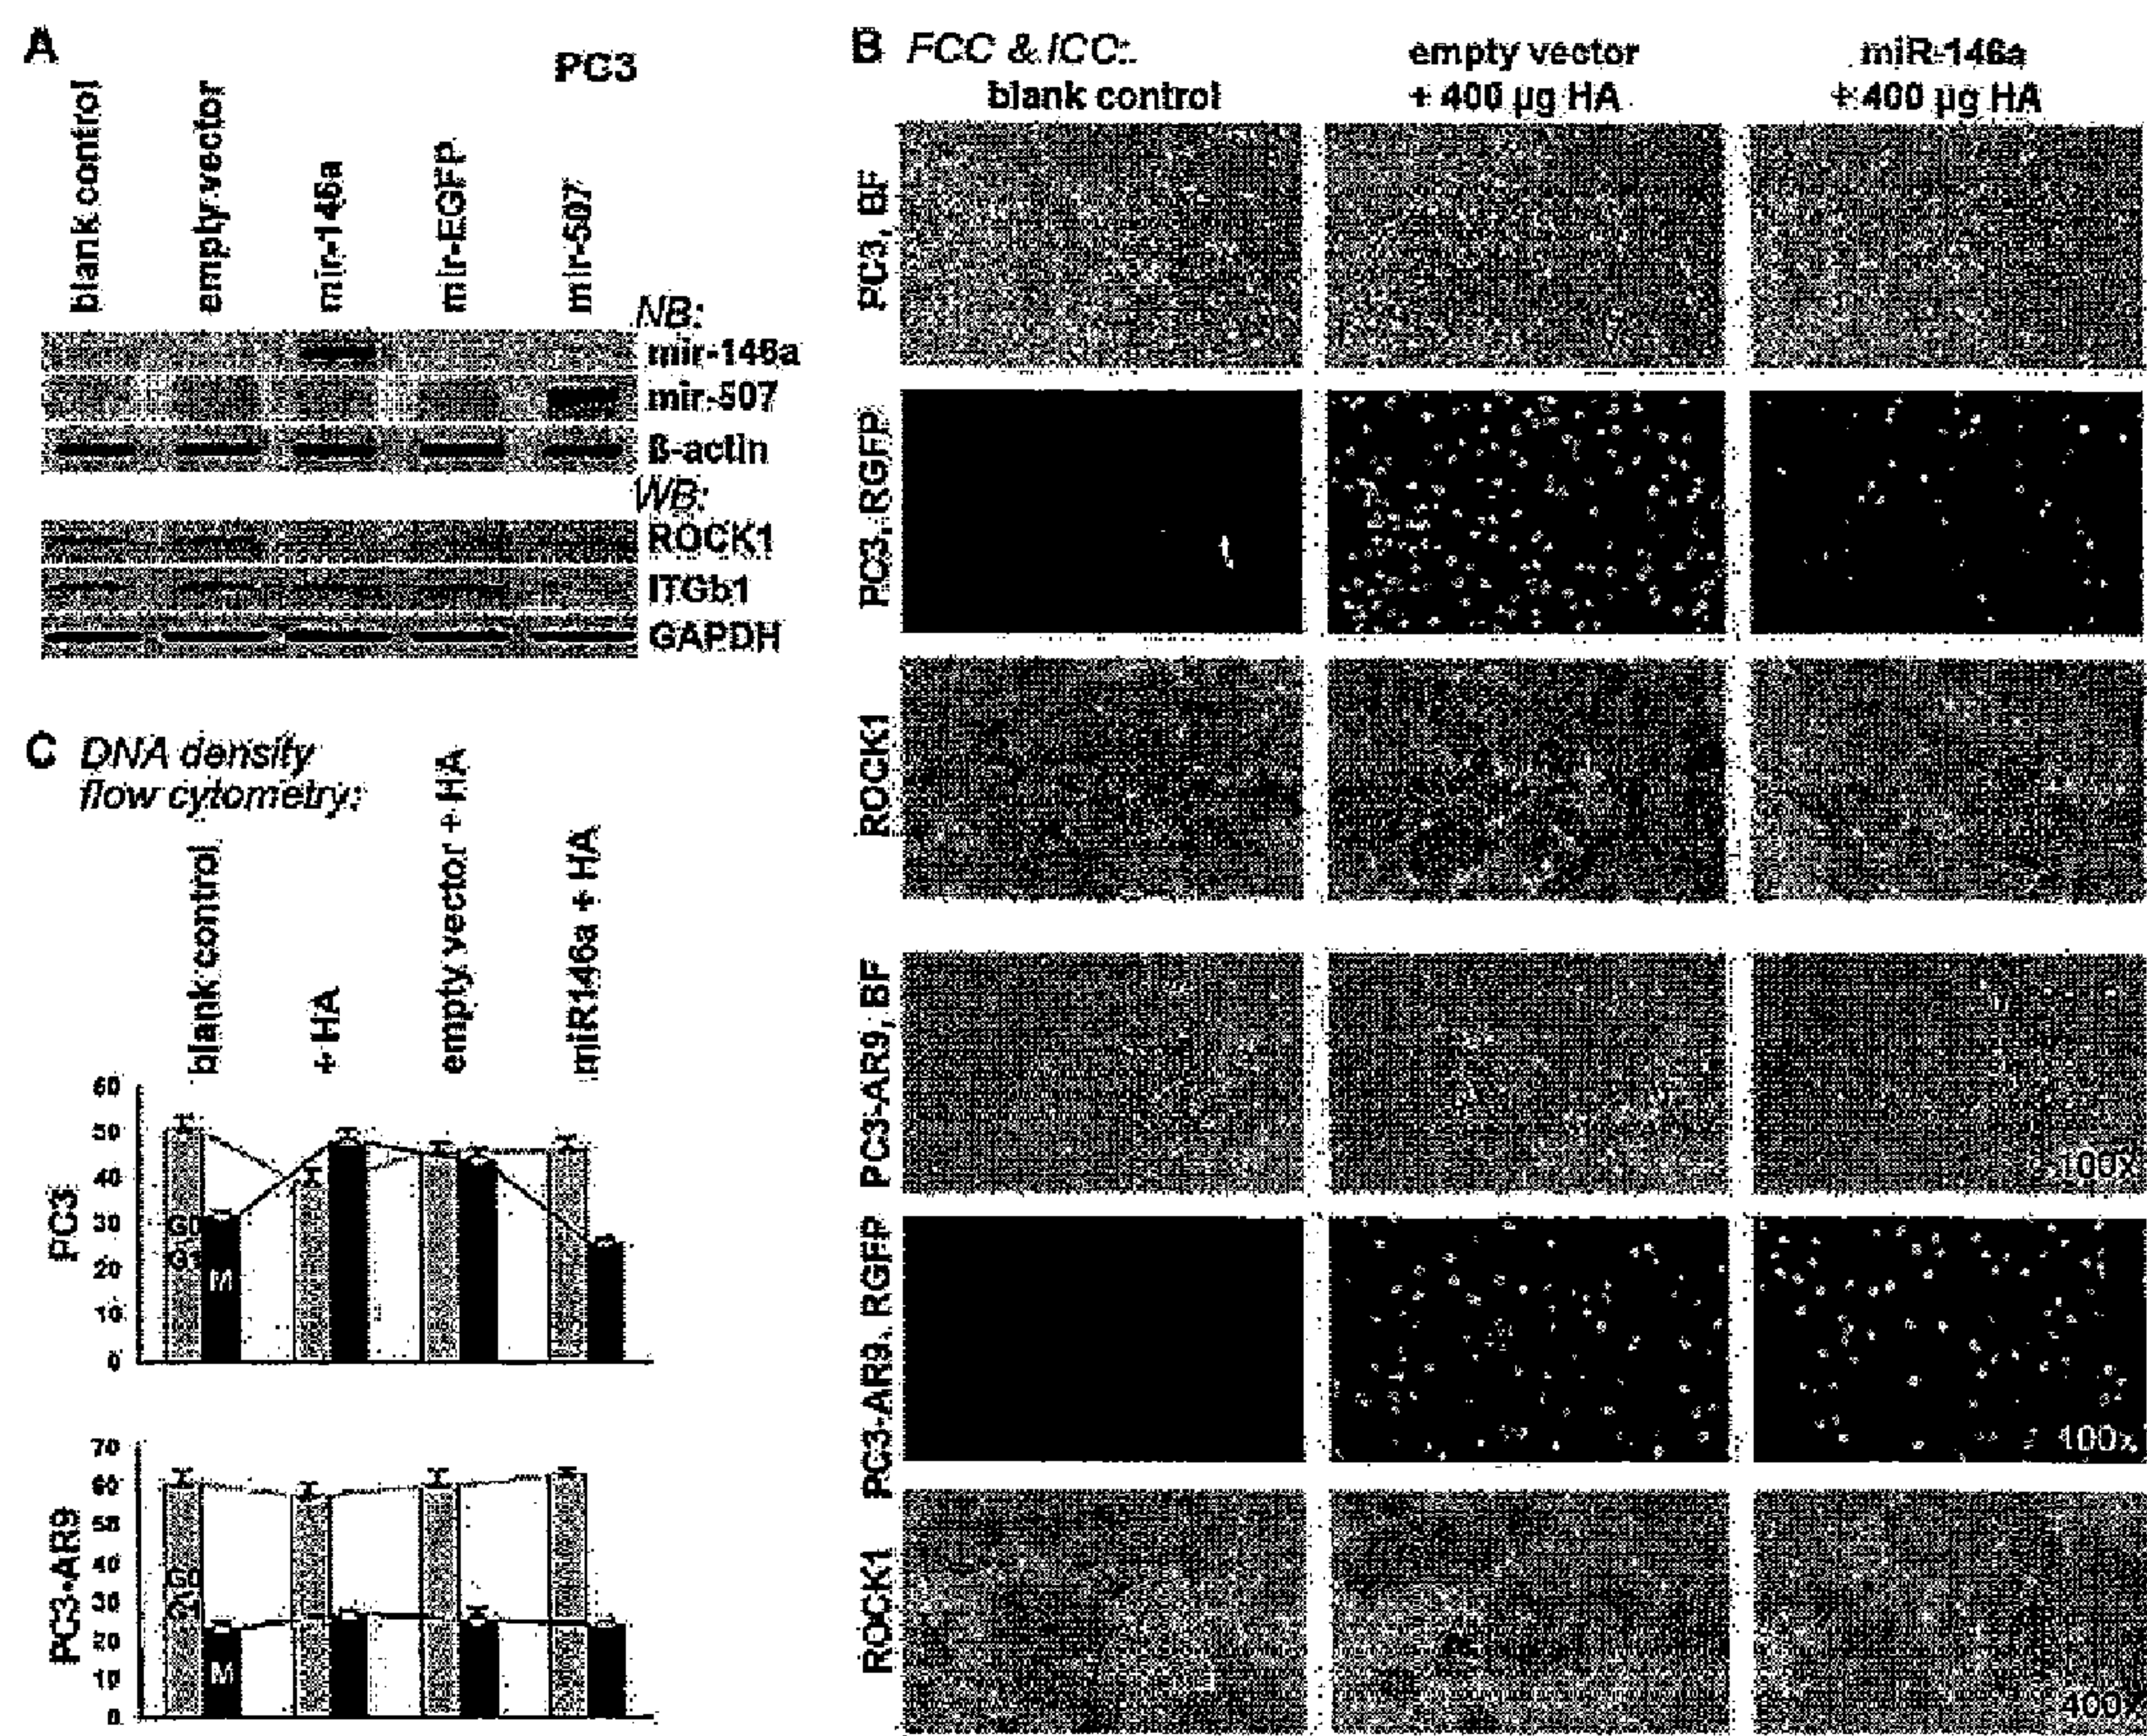 A
PC3
blank control
empty vector
mir-146a
mir-EGFP
mir-507
NB:
mir-146a
mir-507
ß-actin
WB:
ROCK1
ITGb1
GAPDH
B FCC & ICC:
blank control
empty vector
+ 400 µg HA
miR-146a
+ 400 µg HA
PC3, BF
PC3, RGFP
ROCK1
PC3-AR9, BF
100x
PC3-AR9, RGFP
100x
ROCK1
400x
C DNA density
flow cytometry:
blank control
+ HA
empty vector + HA
miR146a + HA
PC3
60
50
40
30
20
10
0
G0
G1
M
PC3-AR9
70
60
50
40
30
20
10
0
G0
G1
M